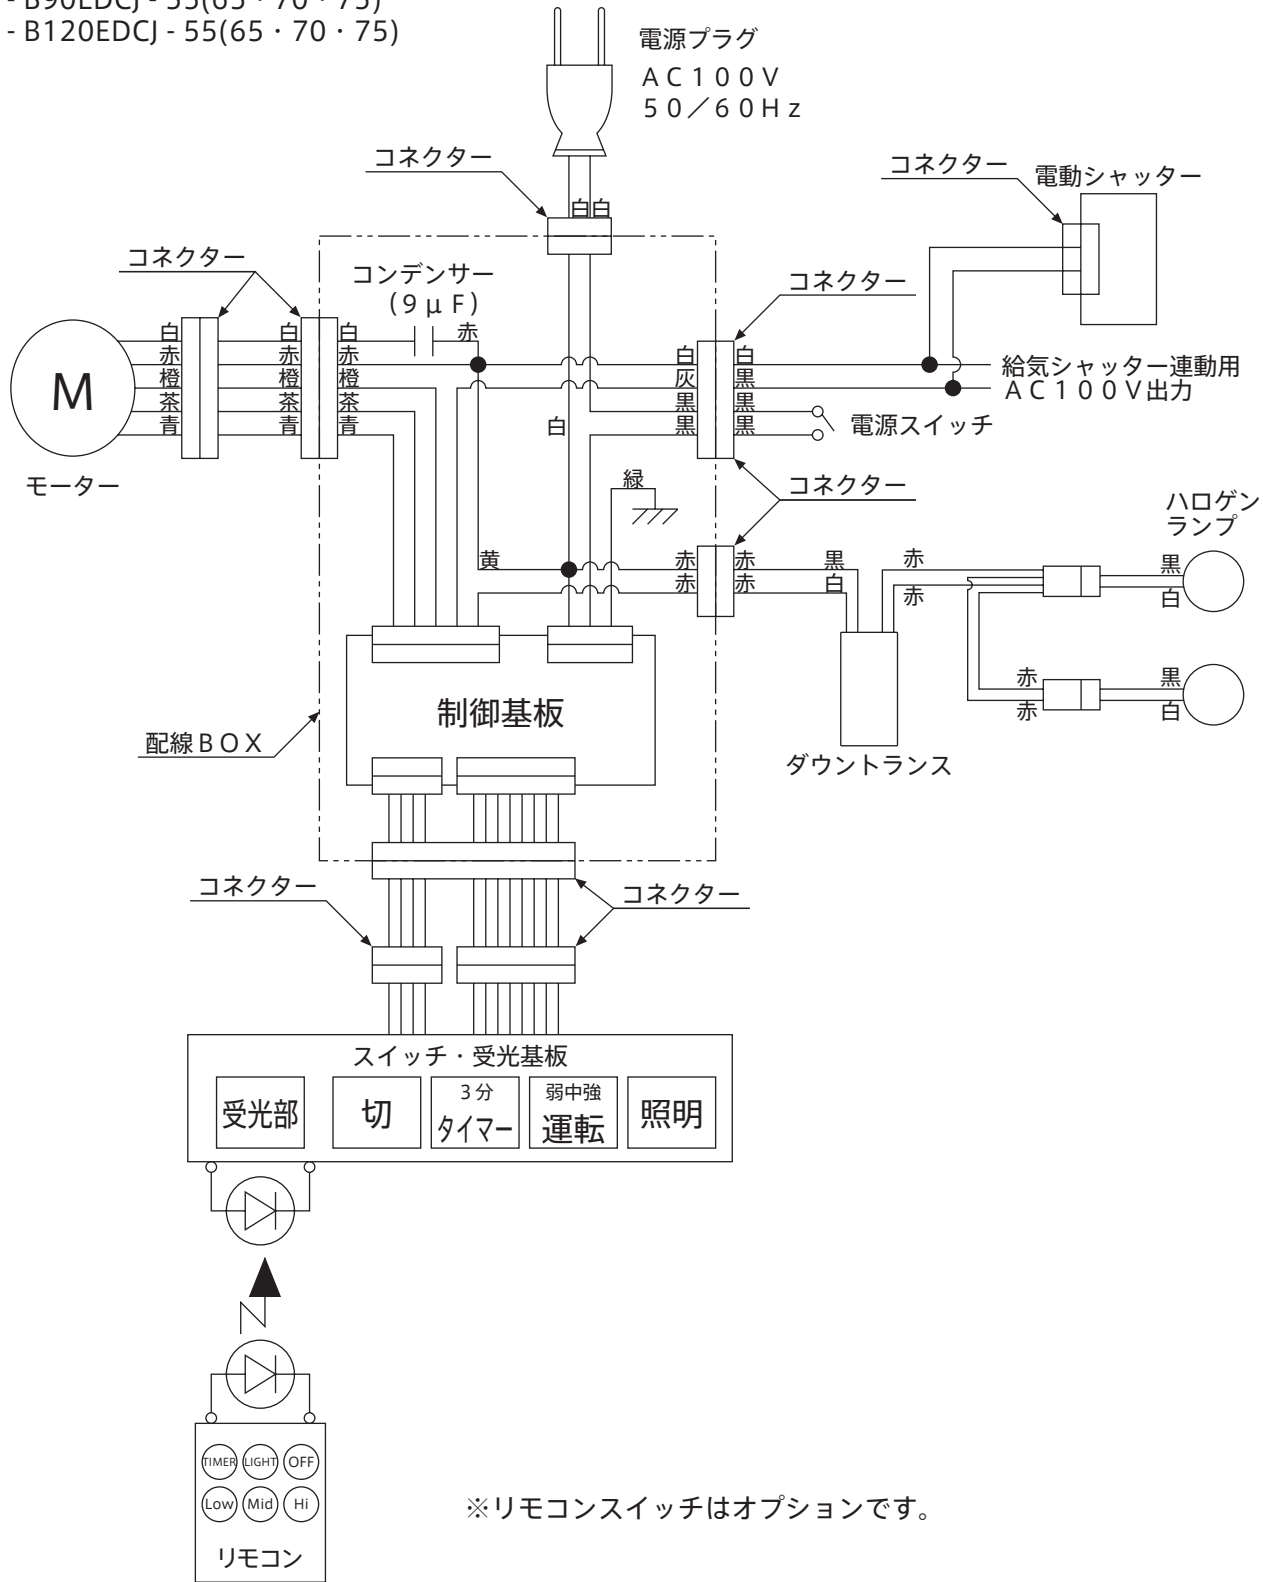 - B90EDCJ - 55(65・70・75)
- B120EDCJ - 55(65・70・75)
電源プラグ
AC100V
50/60Hz
コネクター
コネクター
電動シャッター
白白
コネクター
コンデンサー
(9μF)
コネクター
白 白 白 赤
赤 赤 赤 白 白
橙 橙 橙 灰 黒
茶 茶 茶 黒 黒
青 青 青 白 黒 黒
M
モーター
給気シャッター連動用
AC100V出力
電源スイッチ
緑
コネクター
ハロゲン
ランプ
黄 赤 赤 黒 赤 黒
赤 赤 白 赤 白
赤 黒
赤 白
制御基板
配線BOX
ダウントランス
コネクター
コネクター
スイッチ・受光基板
受光部
切
3分
タイマー
弱中強
運転
照明
TIMER LIGHT OFF
Low Mid Hi
リモコン
※リモコンスイッチはオプションです。